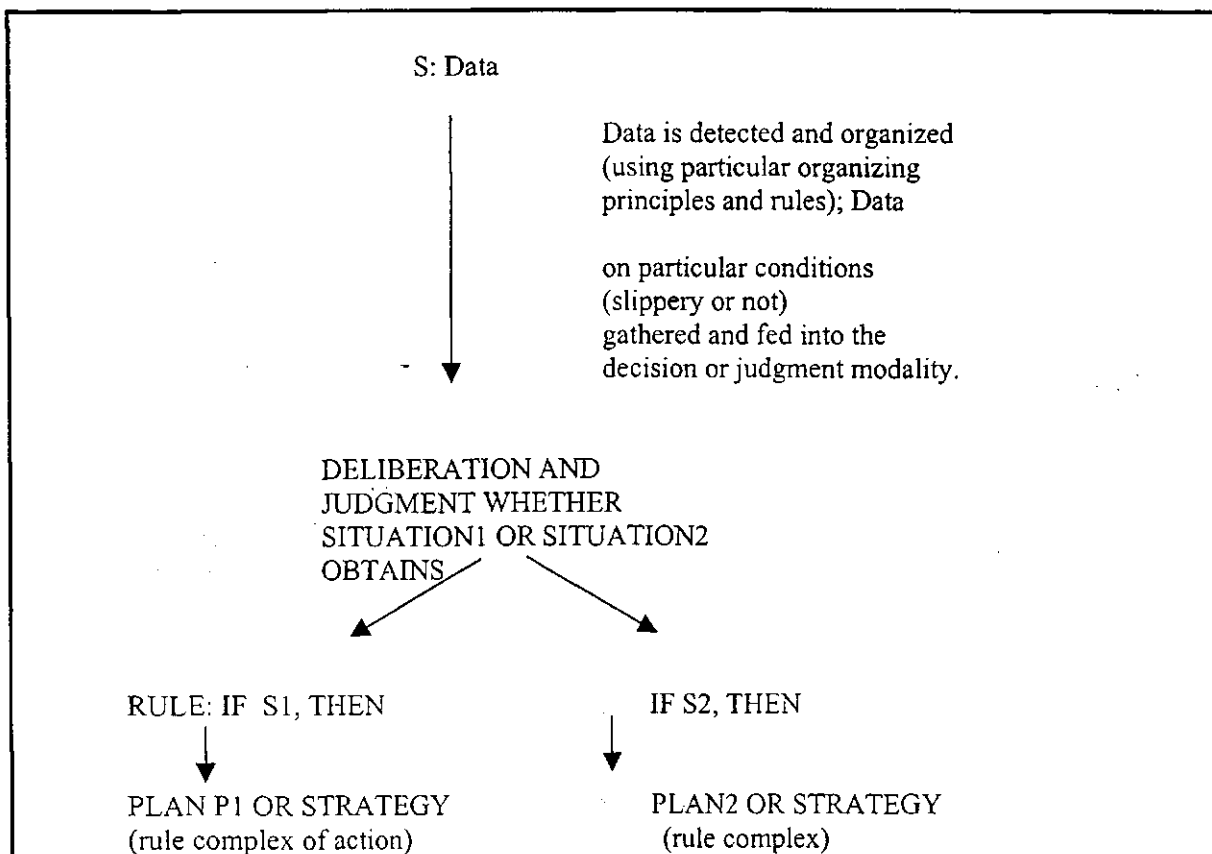 S: Data
Data is detected and organized
(using particular organizing
principles and rules); Data
on particular conditions
(slippery or not)
gathered and fed into the
decision or judgment modality.
DELIBERATION AND
JUDGMENT WHETHER
SITUATION1 OR SITUATION2
OBTAINS
RULE: IF S1, THEN
IF S2, THEN
PLAN P1 OR STRATEGY
(rule complex of action)
PLAN2 OR STRATEGY
(rule complex)